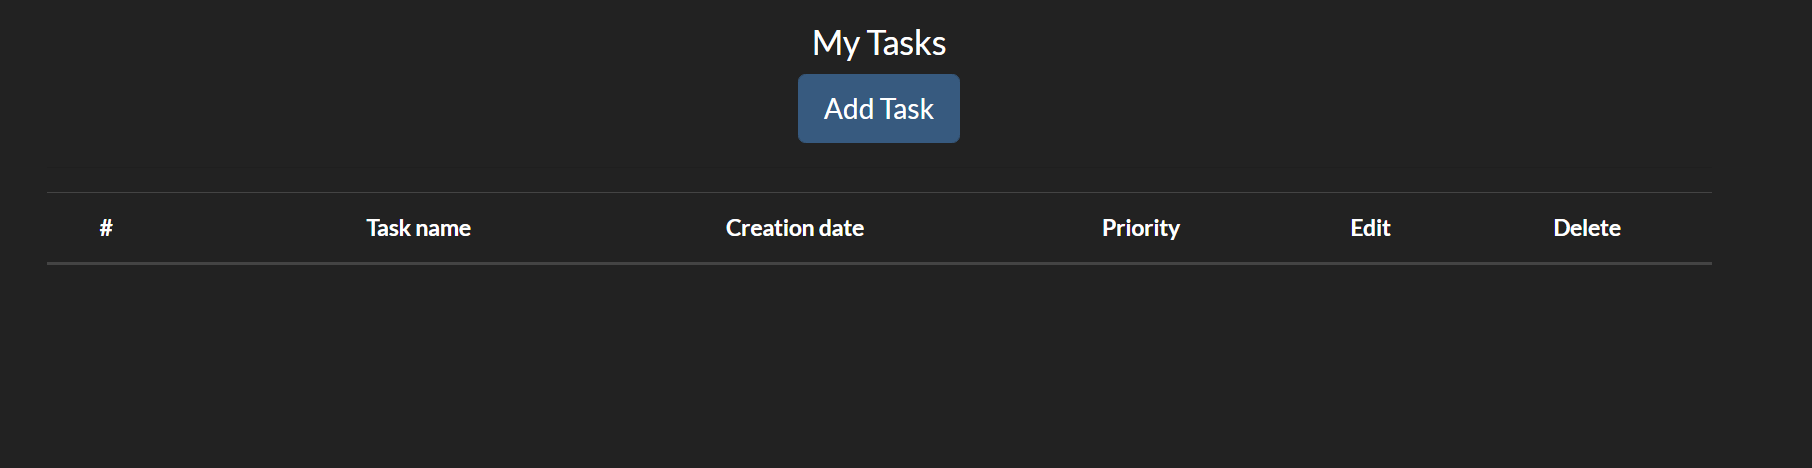 My Tasks
Add Task
# Task name Creation date Priority Edit Delete